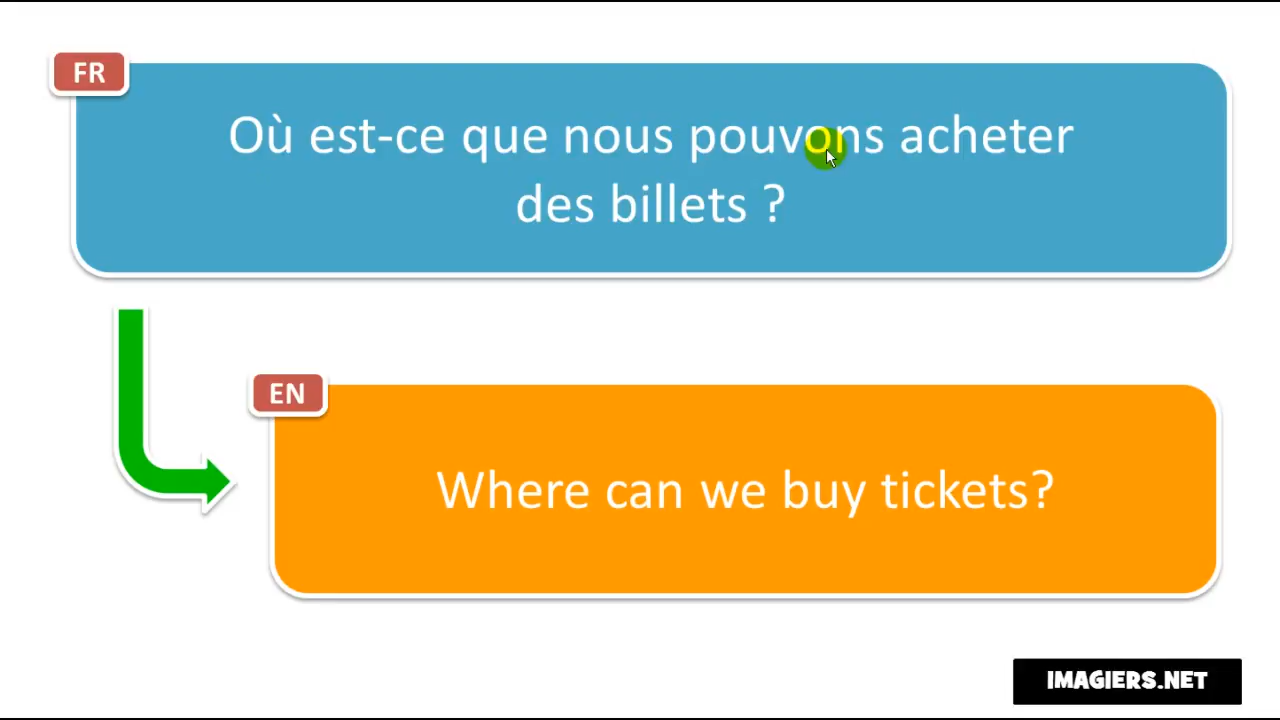 FR
Où est-ce que nous pouvons acheter
des billets ?
EN
Where can we buy tickets?
IMAGIERS.NET